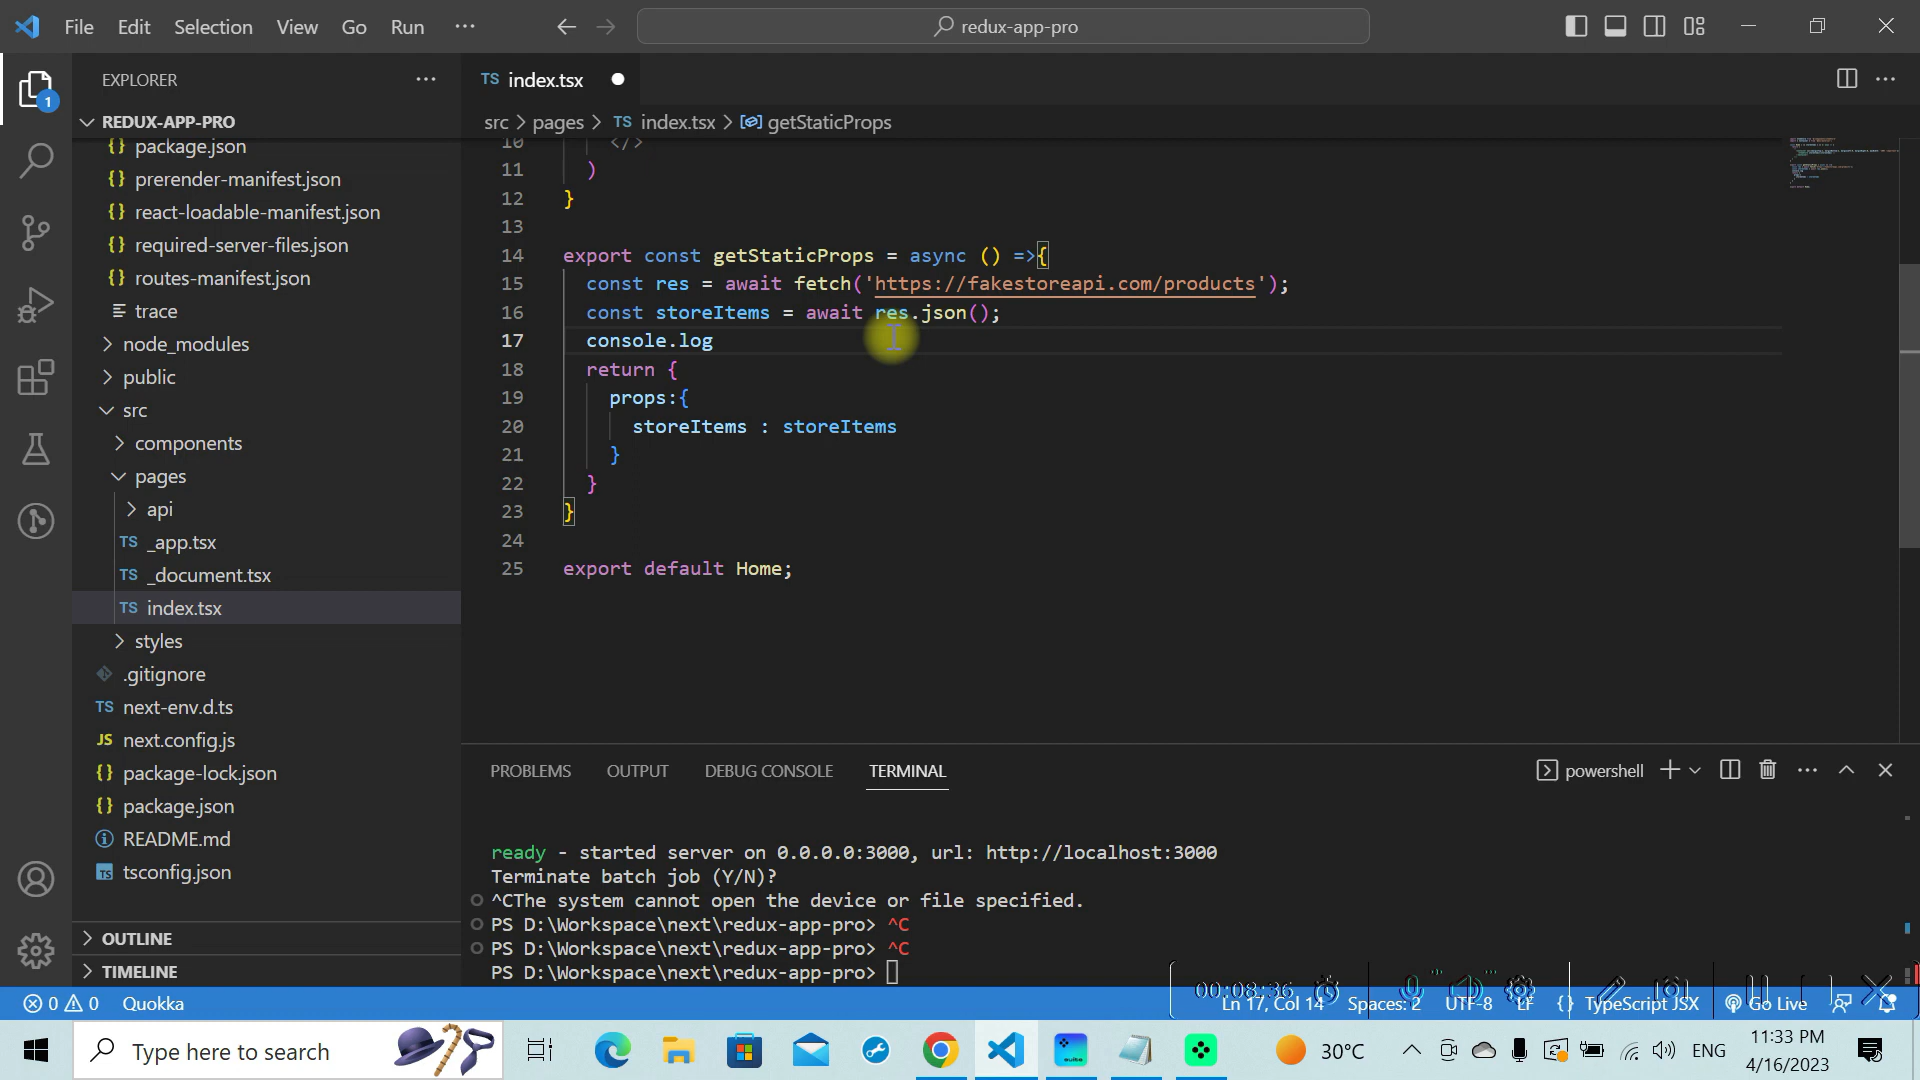 File Edit Selection View Go Run ···
redux-app-pro
EXPLORER
REDUX-APP-PRO
package.json
prerender-manifest.json
react-loadable-manifest.json
required-server-files.json
routes-manifest.json
trace
node_modules
public
src
components
pages
api
TS _app.tsx
TS _document.tsx
TS index.tsx
styles
.gitignore
TS next-env.d.ts
JS next.config.js
package-lock.json
package.json
README.md
TS tsconfig.json
OUTLINE
TIMELINE
1
TS index.tsx
src > pages > TS index.tsx > getStaticProps
10 </>
11 )
12 }
13
14 export const getStaticProps = async () =>{
15 const res = await fetch('https://fakestoreapi.com/products');
16 const storeItems = await res.json();
17 console.log
18 return {
19 props:{
20 storeItems : storeItems
21 }
22 }
23 }
24
25 export default Home;
PROBLEMS OUTPUT DEBUG CONSOLE TERMINAL
powershell
ready - started server on 0.0.0.0:3000, url: http://localhost:3000
Terminate batch job (Y/N)?
^CThe system cannot open the device or file specified.
PS D:\Workspace\next\redux-app-pro> ^C
PS D:\Workspace\next\redux-app-pro> ^C
PS D:\Workspace\next\redux-app-pro>
00:08:36
0 0 Quokka
Ln 17, Col 14 Spaces: 2 UTF-8 LF {} TypeScript JSX Go Live
Type here to search
30°C
ENG
11:33 PM
4/16/2023